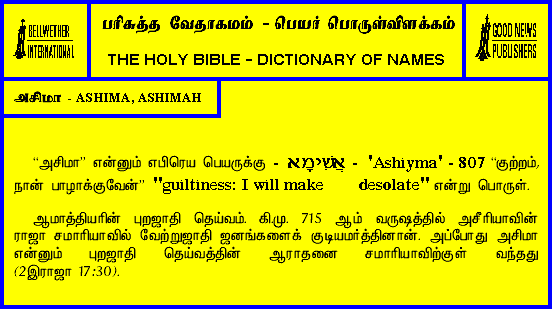 BELLWETHER
INTERNATIONAL
பரிசுத்த வேதாகமம் - பெயர் பொருள்விளக்கம்
THE HOLY BIBLE - DICTIONARY OF NAMES
GOOD NEWS
PUBLISHERS
அசிமா - ASHIMA, ASHIMAH
“அசிமா” என்னும் எபிரெய பெயருக்கு - אֲשִׁימָא - 'Ashiyma' - 807 “குற்றம்,
நான் பாழாக்குவேன்” "guiltiness: I will make desolate" என்று பொருள்.
ஆமாத்தியரின் புறஜாதி தெய்வம். கி.மு. 715 ஆம் வருஷத்தில் அசீரியாவின்
ராஜா சமாரியாவில் வேற்றுஜாதி ஜனங்களைக் குடியமர்த்தினான். அப்போது அசிமா
என்னும் புறஜாதி தெய்வத்தின் ஆராதனை சமாரியாவிற்குள் வந்தது
(2இராஜா 17:30).